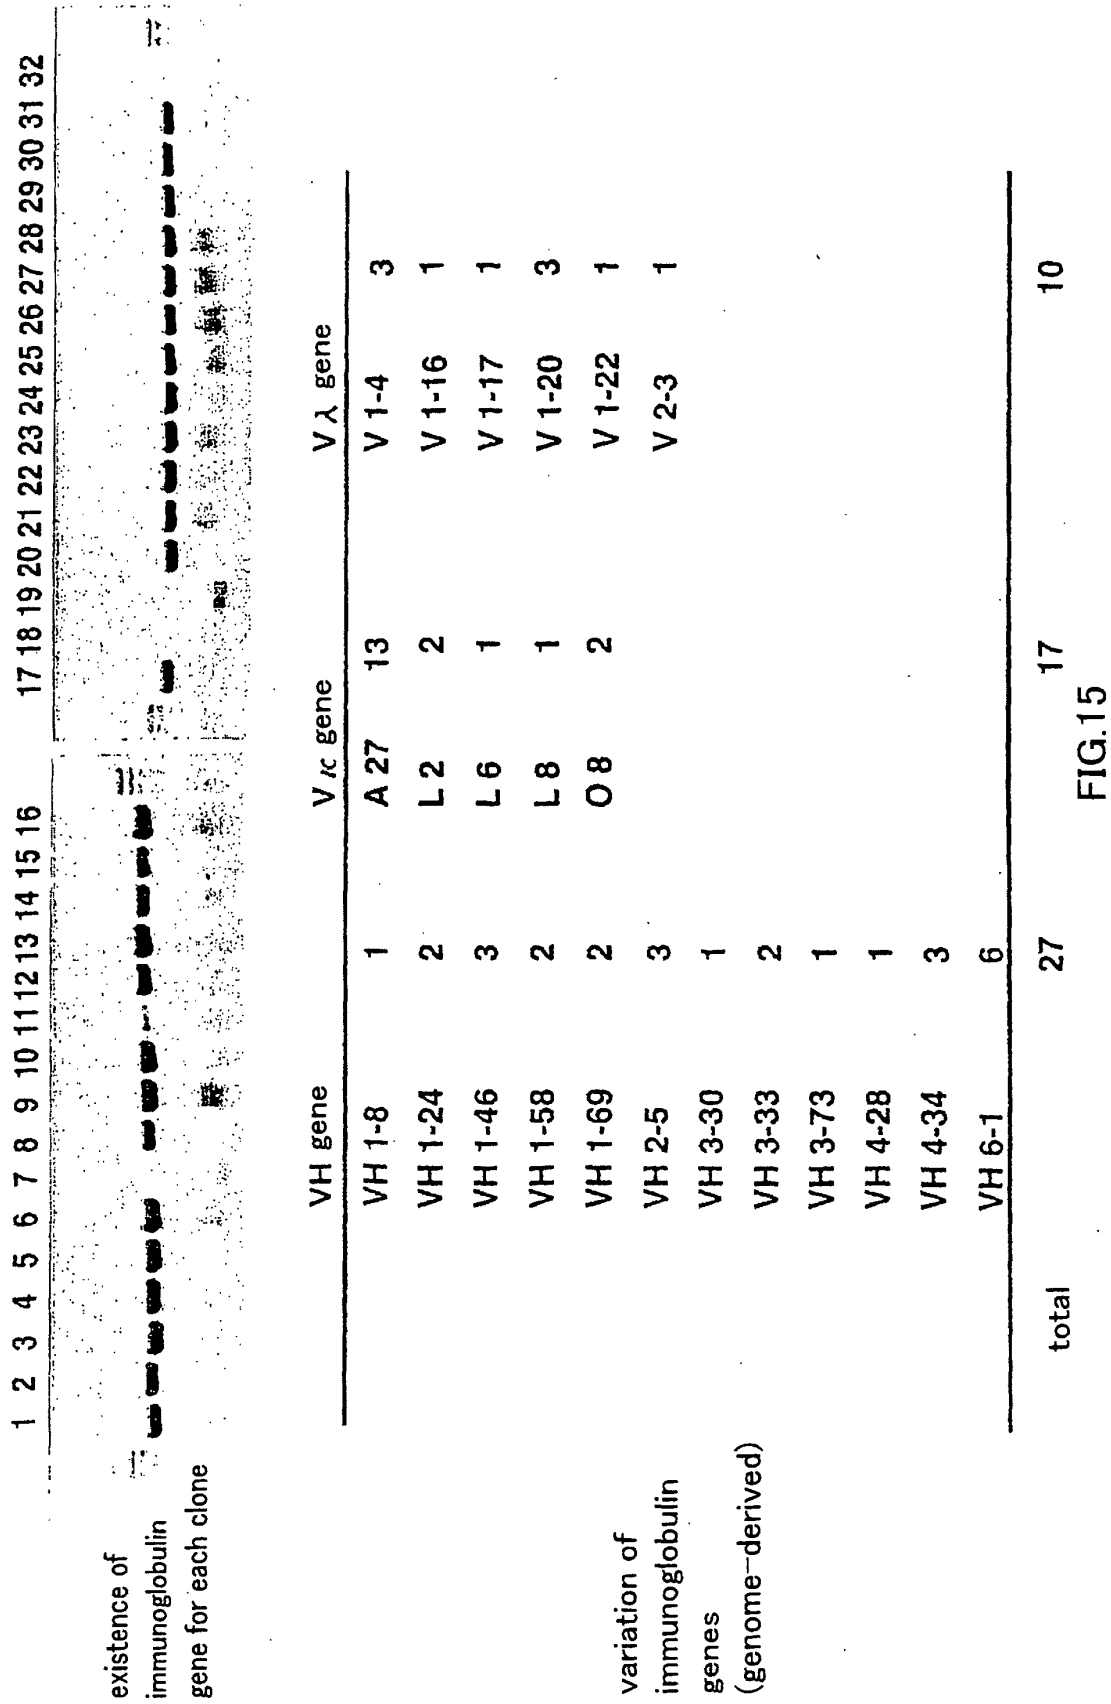 1 2 3 4 5 6 7 8 9 10 11 12 13 14 15 16 17 18 19 20 21 22 23 24 25 26 27 28 29 30 31 32
existence of
immunoglobulin
gene for each clone
VH gene Vκ gene Vλ gene
VH 1-8 1 A 27 13 V 1-4 3
VH 1-24 2 L 2 2 V 1-16 1
VH 1-46 3 L 6 1 V 1-17 1
VH 1-58 2 L 8 1 V 1-20 3
VH 1-69 2 O 8 2 V 1-22 1
VH 2-5 3 V 2-3 1
VH 3-30 1
VH 3-33 2
VH 3-73 1
VH 4-28 1
VH 4-34 3
VH 6-1 6
variation of
immunoglobulin
genes
(genome-derived)
total 27 17 10
FIG.15